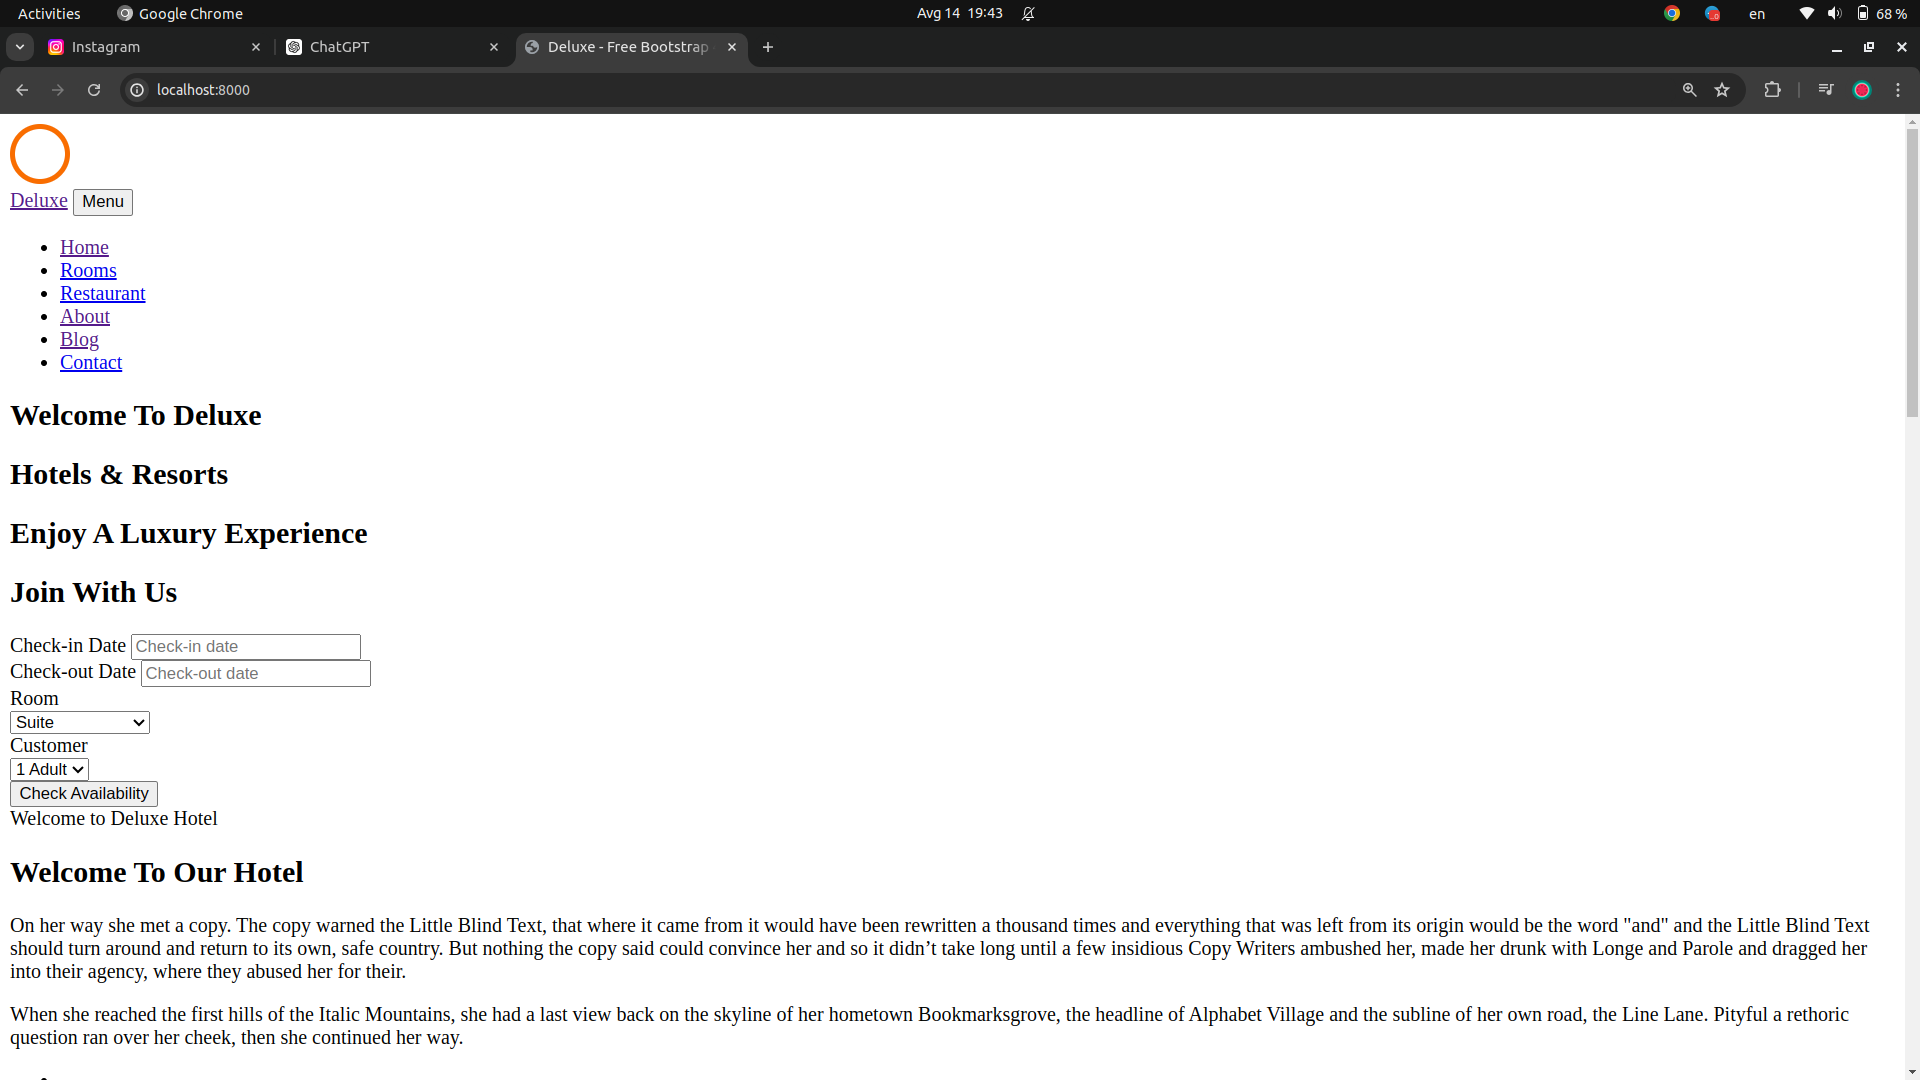 Activities Google Chrome Avg 14 19:43 en 68 %
Instagram ChatGPT Deluxe - Free Bootstrap
localhost:8000
Deluxe Menu
Home
Rooms
Restaurant
About
Blog
Contact
Welcome To Deluxe
Hotels & Resorts
Enjoy A Luxury Experience
Join With Us
Check-in Date Check-in date
Check-out Date Check-out date
Room
Suite
Customer
1 Adult
Check Availability
Welcome to Deluxe Hotel
Welcome To Our Hotel
On her way she met a copy. The copy warned the Little Blind Text, that where it came from it would have been rewritten a thousand times and everything that was left from its origin would be the word "and" and the Little Blind Text
should turn around and return to its own, safe country. But nothing the copy said could convince her and so it didn’t take long until a few insidious Copy Writers ambushed her, made her drunk with Longe and Parole and dragged her
into their agency, where they abused her for their.
When she reached the first hills of the Italic Mountains, she had a last view back on the skyline of her hometown Bookmarksgrove, the headline of Alphabet Village and the subline of her own road, the Line Lane. Pityful a rethoric
question ran over her cheek, then she continued her way.